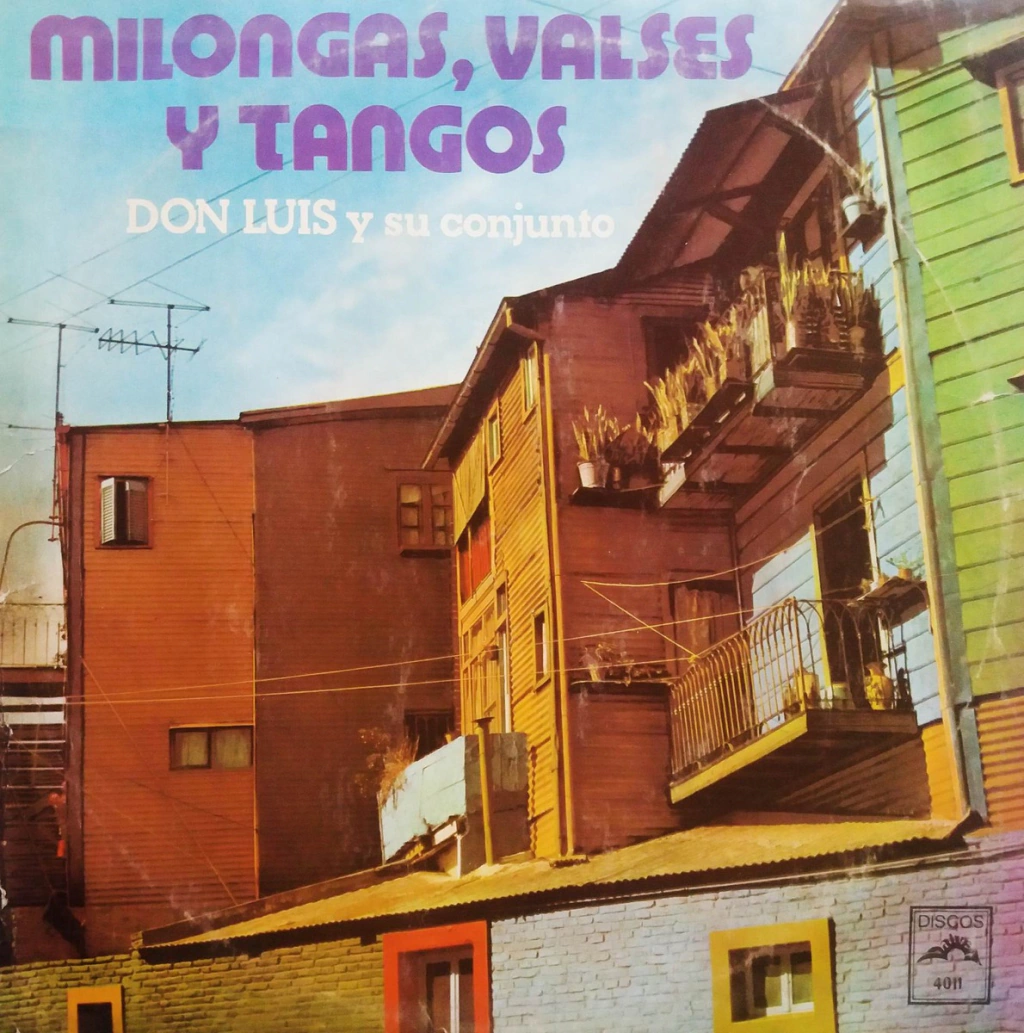 MILONGAS, VALSES
Y TANGOS
DON LUIS y su conjunto
DISCOS
4011